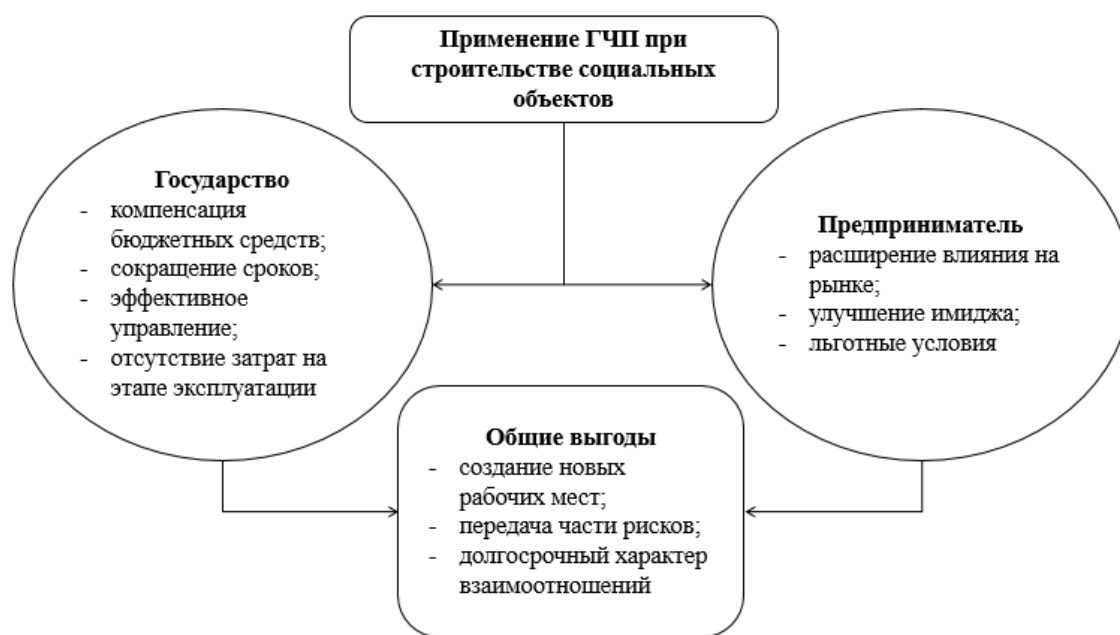 Применение ГЧП при
строительстве социальных
объектов
Государство
- компенсация
бюджетных средств;
- сокращение сроков;
- эффективное
управление;
- отсутствие затрат на
этапе эксплуатации
Предприниматель
- расширение влияния на
рынке;
- улучшение имиджа;
- льготные условия
Общие выгоды
- создание новых
рабочих мест;
- передача части рисков;
- долгосрочный характер
взаимоотношений